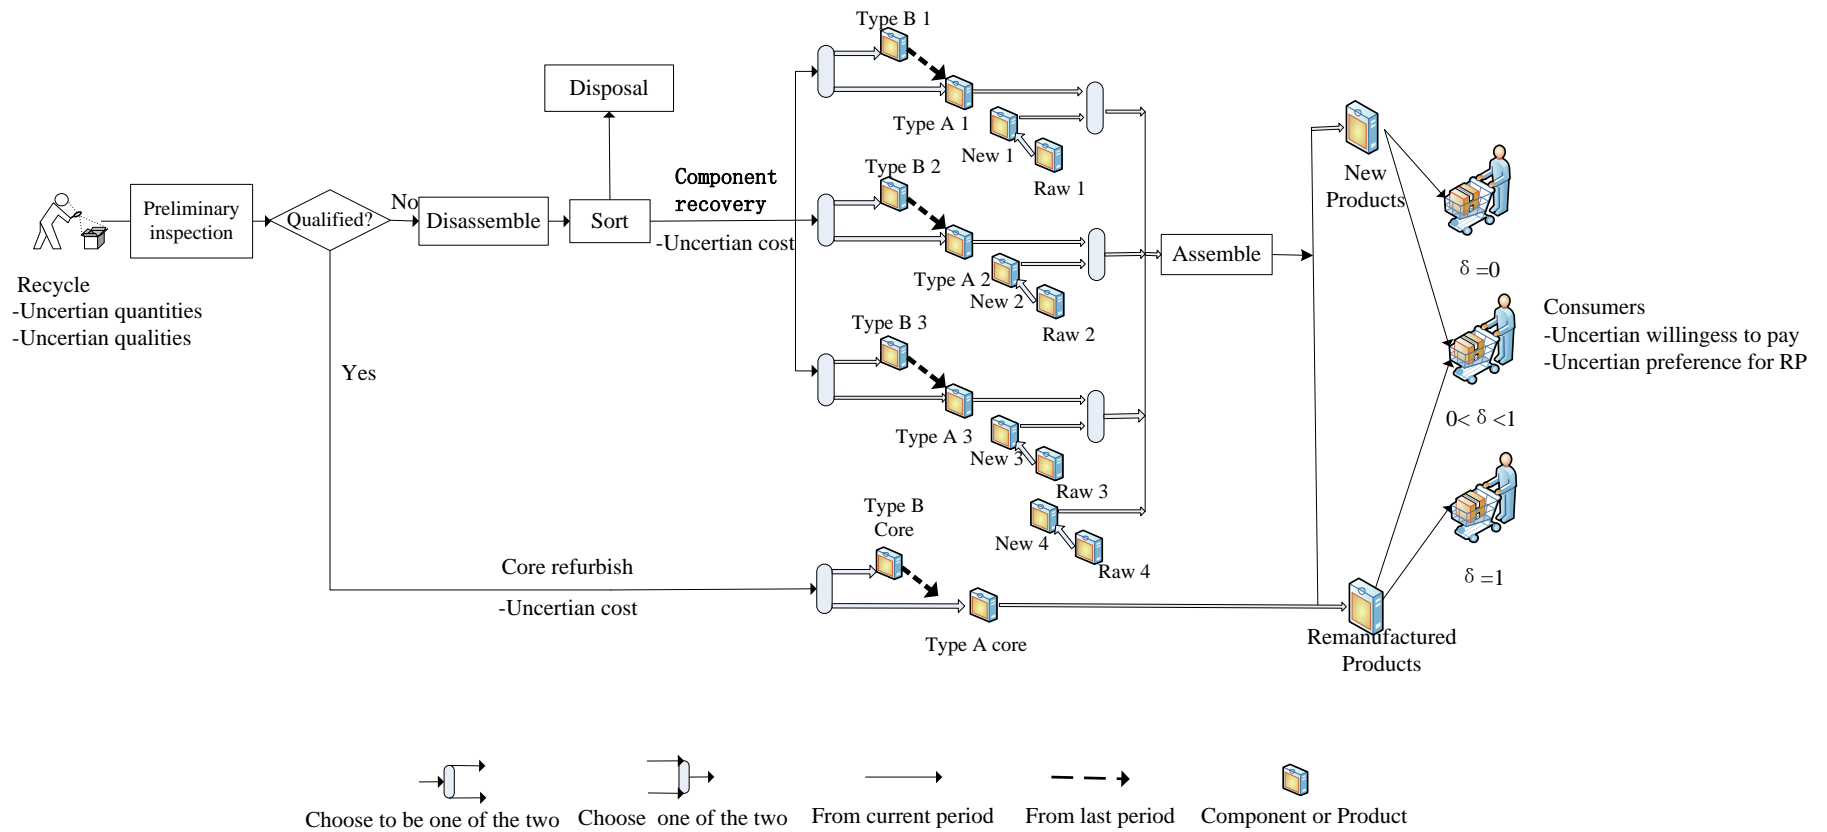 Type B 1
Disposal
Type A 1
New 1
Raw 1
Component
recovery
-Uncertian cost
Type B 2
Type A 2
New 2
Raw 2
Type B 3
Type A 3
New 3
Raw 3
New 4
Raw 4
Preliminary
inspection
Qualified?
No
Disassemble
Sort
Recycle
-Uncertian quantities
-Uncertian qualities
Yes
Core refurbish
-Uncertian cost
Type B
Core
Type A core
Assemble
New
Products
Remanufactured
Products
δ =0
0< δ <1
δ =1
Consumers
-Uncertian willingess to pay
-Uncertian preference for RP
Choose to be one of the two
Choose one of the two
From current period
From last period
Component or Product